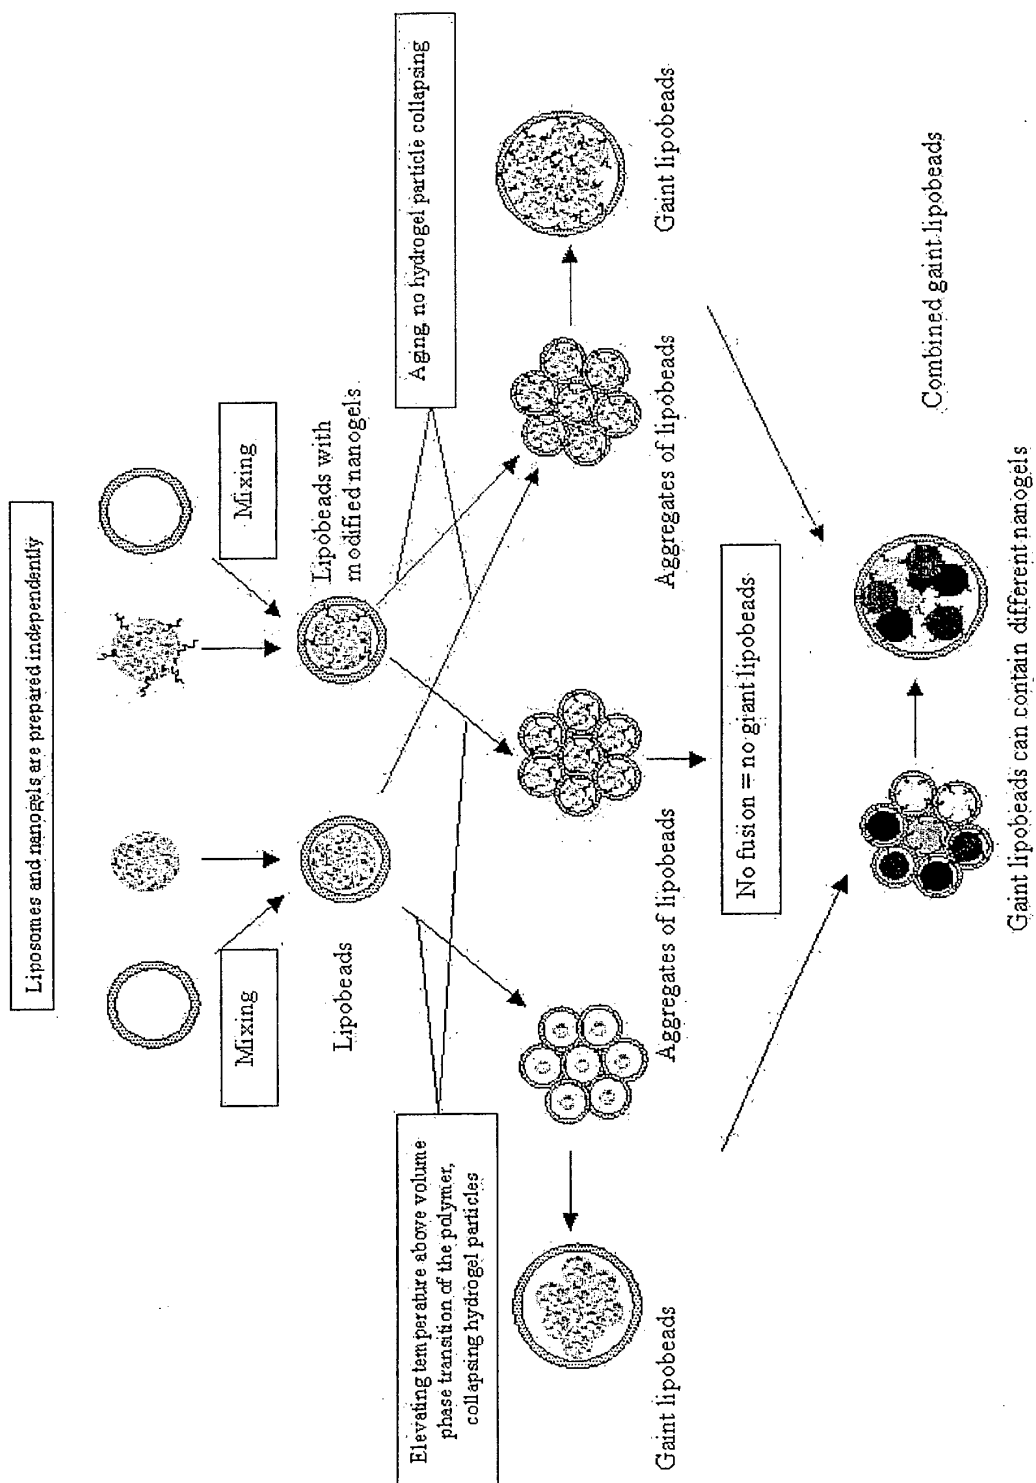 Liposomes and nanogels are prepared independently
Mixing
Mixing
Lipobeads
Lipobeads with
modified nanogels
Elevating temperature above volume
phase transition of the polymer,
collapsing hydrogel particles
Aging, no hydrogel particle collapsing
Gaint lipobeads
Aggregates of lipobeads
Aggregates of lipobeads
Gaint lipobeads
No fusion = no giant lipobeads
Combined gaint lipobeads
Gaint lipobeads can contain different nanogels